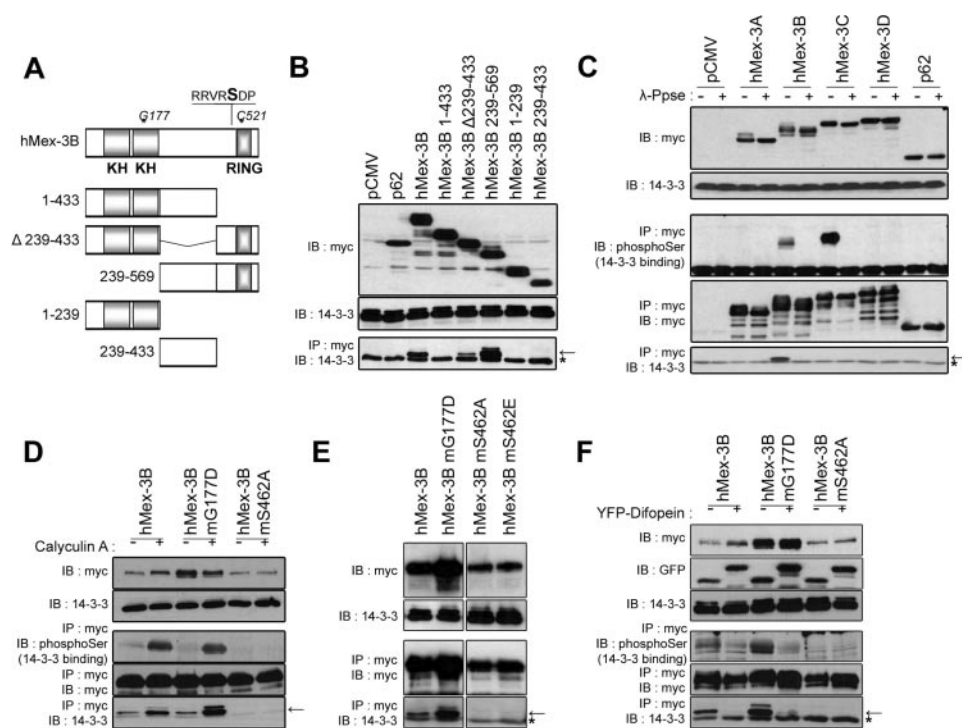 A
RRVRSDP
G177
C521
hMex-3B
KH
KH
RING
1-433
Δ 239-433
239-569
1-239
239-433
B
pCMV
p62
hMex-3B
hMex-3B 1-433
hMex-3B Δ239-433
hMex-3B 239-569
hMex-3B 1-239
hMex-3B 239-433
IB : myc
IB : 14-3-3
IP : myc
IB : 14-3-3
←
*
C
pCMV
hMex-3A
hMex-3B
hMex-3C
hMex-3D
p62
λ-Ppse : - + - + - + - + - + - +
IB : myc
IB : 14-3-3
IP : myc
IB : phosphoSer
(14-3-3 binding)
IP : myc
IB : myc
IP : myc
IB : 14-3-3
←
*
D
hMex-3B
hMex-3B
mG177D
hMex-3B
mS462A
Calyculin A : - + - + - +
IB : myc
IB : 14-3-3
IP : myc
IB : phosphoSer
(14-3-3 binding)
IP : myc
IB : myc
IP : myc
IB : 14-3-3
←
E
hMex-3B
hMex-3B mG177D
hMex-3B mS462A
hMex-3B mS462E
IB : myc
IB : 14-3-3
IP : myc
IB : myc
IP : myc
IB : 14-3-3
←
*
F
hMex-3B
hMex-3B
mG177D
hMex-3B
mS462A
YFP-Difopein : - + - + - +
IB : myc
IB : GFP
IB : 14-3-3
IP : myc
IB : phosphoSer
(14-3-3 binding)
IP : myc
IB : myc
IP : myc
IB : 14-3-3
←
*